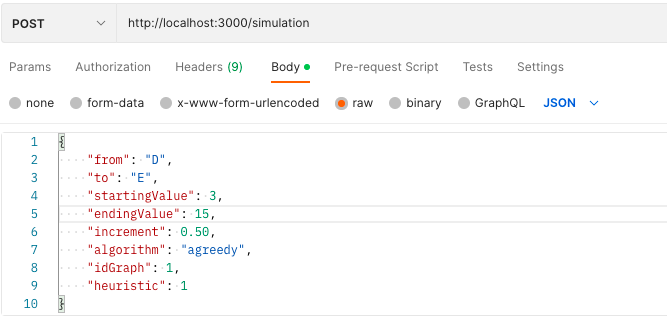 POST http://localhost:3000/simulation
Params Authorization Headers (9) Body Pre-request Script Tests Settings
none form-data x-www-form-urlencoded raw binary GraphQL JSON
1 {
2 "from": "D",
3 "to": "E",
4 "startingValue": 3,
5 "endingValue": 15,
6 "increment": 0.50,
7 "algorithm": "agreedy",
8 "idGraph": 1,
9 "heuristic": 1
10 }